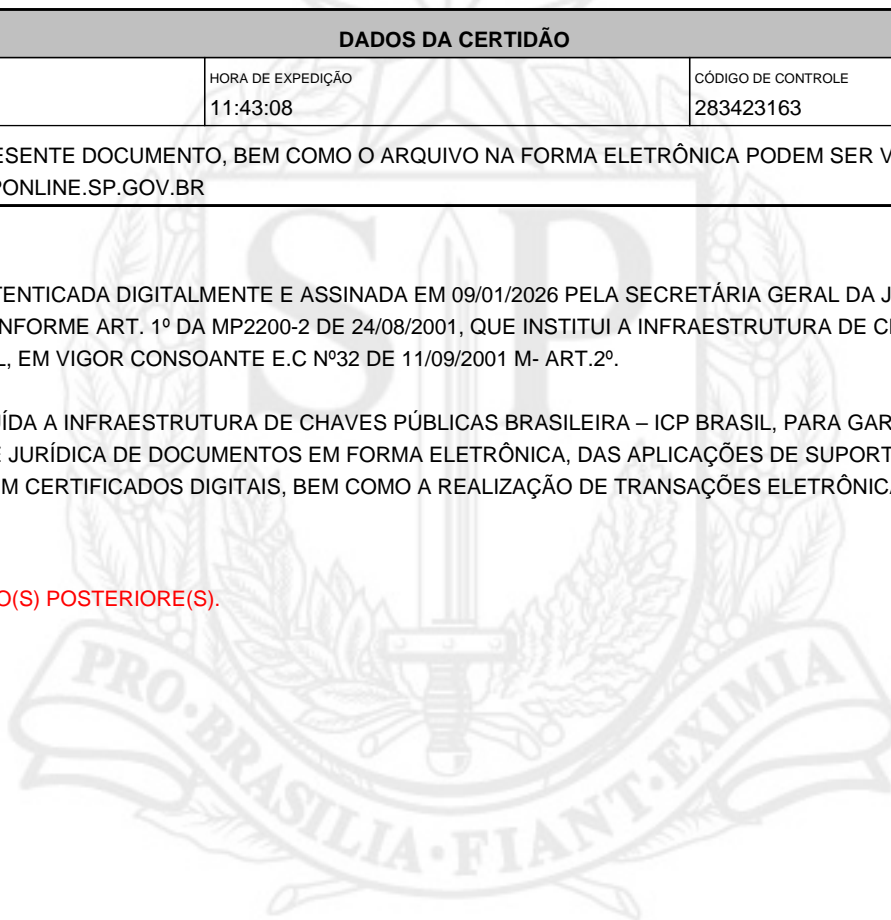 DADOS DA CERTIDÃO
HORA DE EXPEDIÇÃO CÓDIGO DE CONTROLE
11:43:08 283423163
ESENTE DOCUMENTO, BEM COMO O ARQUIVO NA FORMA ELETRÔNICA PODEM SER V
PONLINE.SP.GOV.BR
TENTICADA DIGITALMENTE E ASSINADA EM 09/01/2026 PELA SECRETÁRIA GERAL DA J
NFORME ART. 1º DA MP2200-2 DE 24/08/2001, QUE INSTITUI A INFRAESTRUTURA DE C
L, EM VIGOR CONSOANTE E.C Nº32 DE 11/09/2001 M- ART.2º.
ÍDA A INFRAESTRUTURA DE CHAVES PÚBLICAS BRASILEIRA – ICP BRASIL, PARA GAR
E JURÍDICA DE DOCUMENTOS EM FORMA ELETRÔNICA, DAS APLICAÇÕES DE SUPORT
M CERTIFICADOS DIGITAIS, BEM COMO A REALIZAÇÃO DE TRANSAÇÕES ELETRÔNICA
O(S) POSTERIORE(S).
SP
PRO·BRASILIA·FIANT·EXIMIA